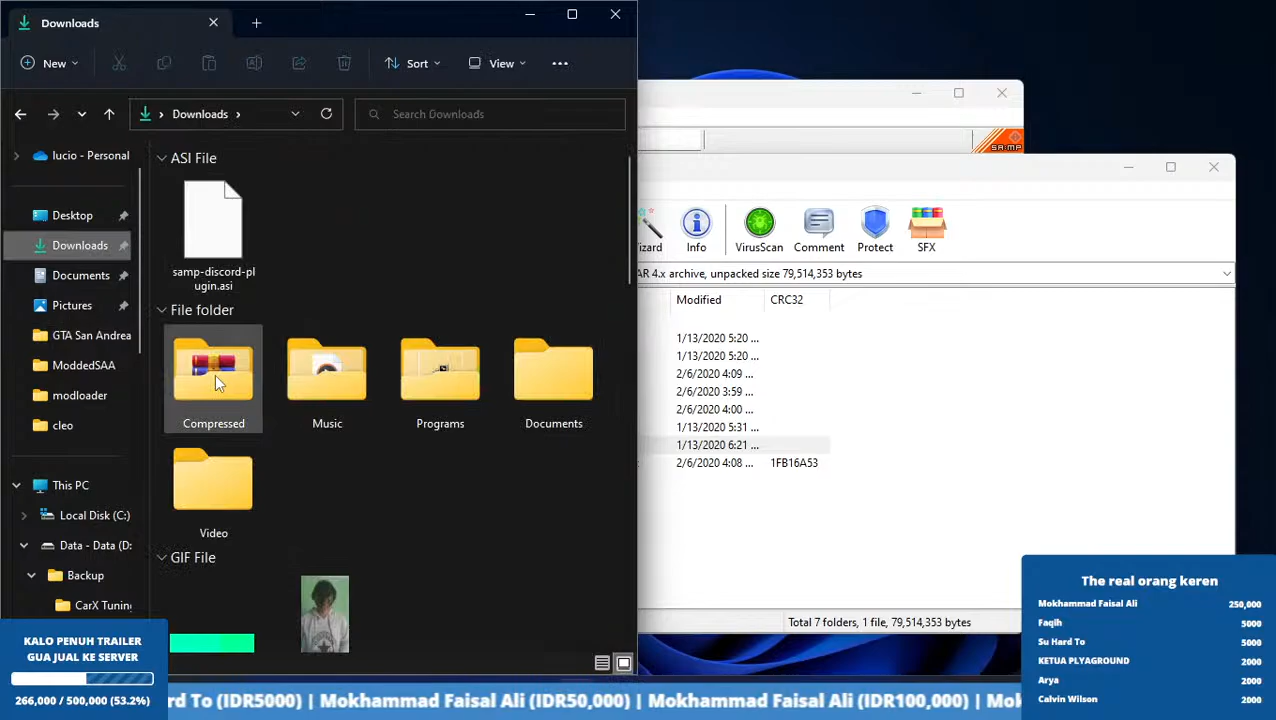 Downloads
New
Sort
View
Downloads
Search Downloads
lucio - Personal
Desktop
Downloads
Documents
Pictures
GTA San Andrea
ModdedSAA
modloader
cleo
This PC
Local Disk (C:)
Data - Data (D:
Backup
CarX Tuning
ASI File
samp-discord-pl
ugin.asi
File folder
Compressed
Music
Programs
Documents
Video
GIF File
SA:MP
izard
Info
VirusScan
Comment
Protect
SFX
AR 4.x archive, unpacked size 79,514,353 bytes
Modified
CRC32
1/13/2020 5:20 ...
1/13/2020 5:20 ...
2/6/2020 4:09 ...
2/6/2020 3:59 ...
2/6/2020 4:00 ...
1/13/2020 5:31 ...
1/13/2020 6:21 ...
2/6/2020 4:08 ... 1FB16A53
Total 7 folders, 1 file, 79,514,353 bytes
The real orang keren
Mokhammad Faisal Ali 250,000
Faqih 5000
Su Hard To 5000
KETUA PLYAGROUND 2000
Arya 2000
Calvin Wilson 2000
KALO PENUH TRAILER
GUA JUAL KE SERVER
266,000 / 500,000 (53.2%)
rd To (IDR5000) | Mokhammad Faisal Ali (IDR50,000) | Mokhammad Faisal Ali (IDR100,000) | Mok